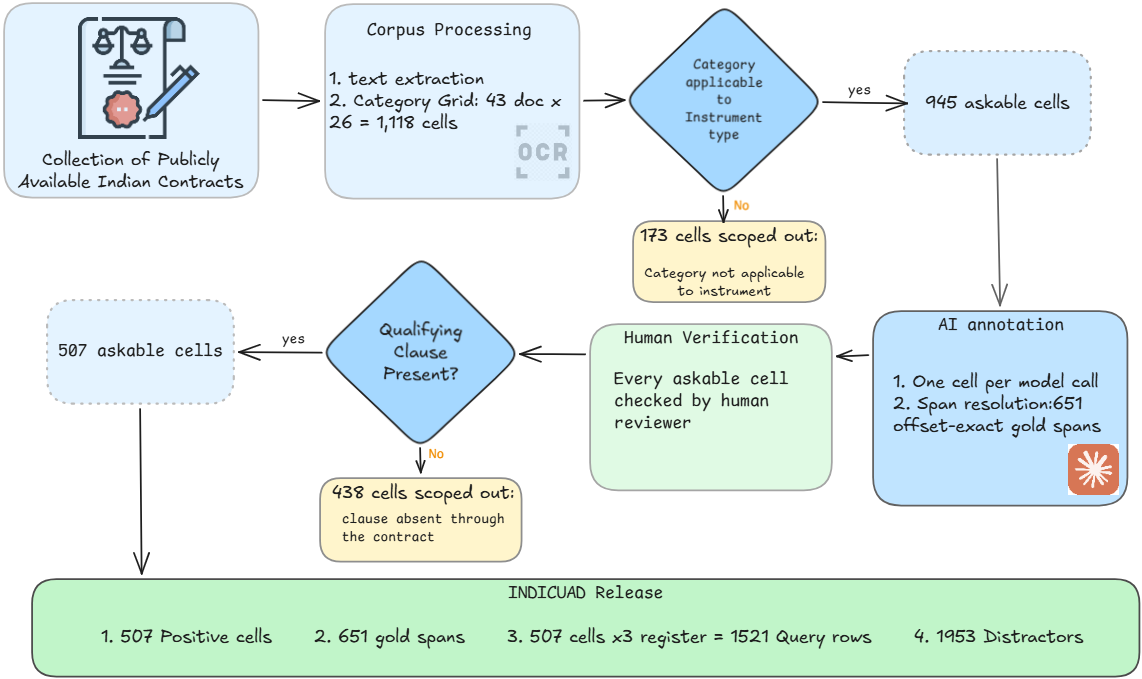 Collection of Publicly
Available Indian Contracts
Corpus Processing
1. text extraction
2. Category Grid: 43 doc x
26 = 1,118 cells
OCR
Category
applicable
to
Instrument
type
yes
945 askable cells
No
173 cells scoped out:
Category not applicable
to instrument
AI annotation
1. One cell per model call
2. Span resolution:651
offset-exact gold spans
Human Verification
Every askable cell
checked by human
reviewer
Qualifying
Clause
Present?
yes
507 askable cells
No
438 cells scoped out:
clause absent through
the contract
INDICUAD Release
1. 507 Positive cells
2. 651 gold spans
3. 507 cells x3 register = 1521 Query rows
4. 1953 Distractors